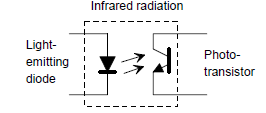 Infrared radiation
Light-
emitting
diode
Photo-
transistor